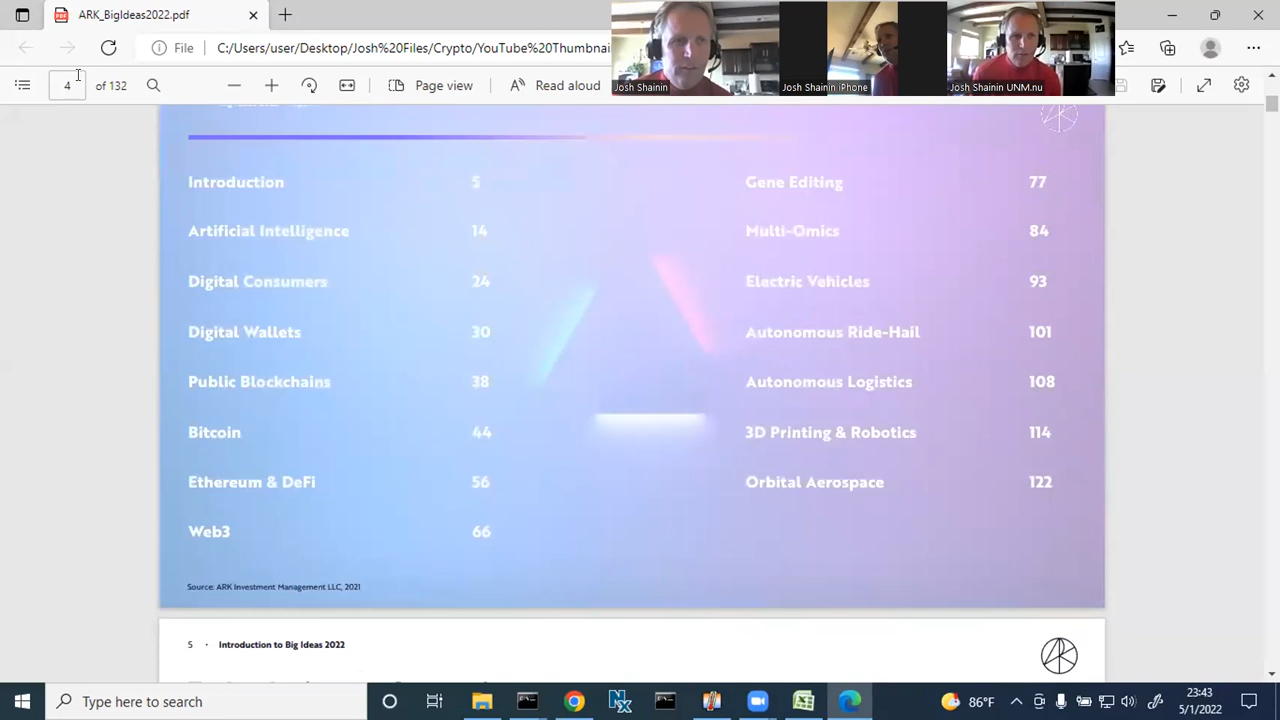 ARK_BigIdeas2022.pdf
File
C:/Users/user/Desktop/Josh%20Files/Crypto/YouTube%20Thumbnai
4 of 132
Page view
Read aloud
Josh Shainin
Josh Shainin iPhone
Josh Shainin UNM.nu
Introduction 5
Artificial Intelligence 14
Digital Consumers 24
Digital Wallets 30
Public Blockchains 38
Bitcoin 44
Ethereum & DeFi 56
Web3 66
Gene Editing 77
Multi-Omics 84
Electric Vehicles 93
Autonomous Ride-Hail 101
Autonomous Logistics 108
3D Printing & Robotics 114
Orbital Aerospace 122
Source: ARK Investment Management LLC, 2021
5 · Introduction to Big Ideas 2022
Type here to search
86°F
23:43
5/1/2022